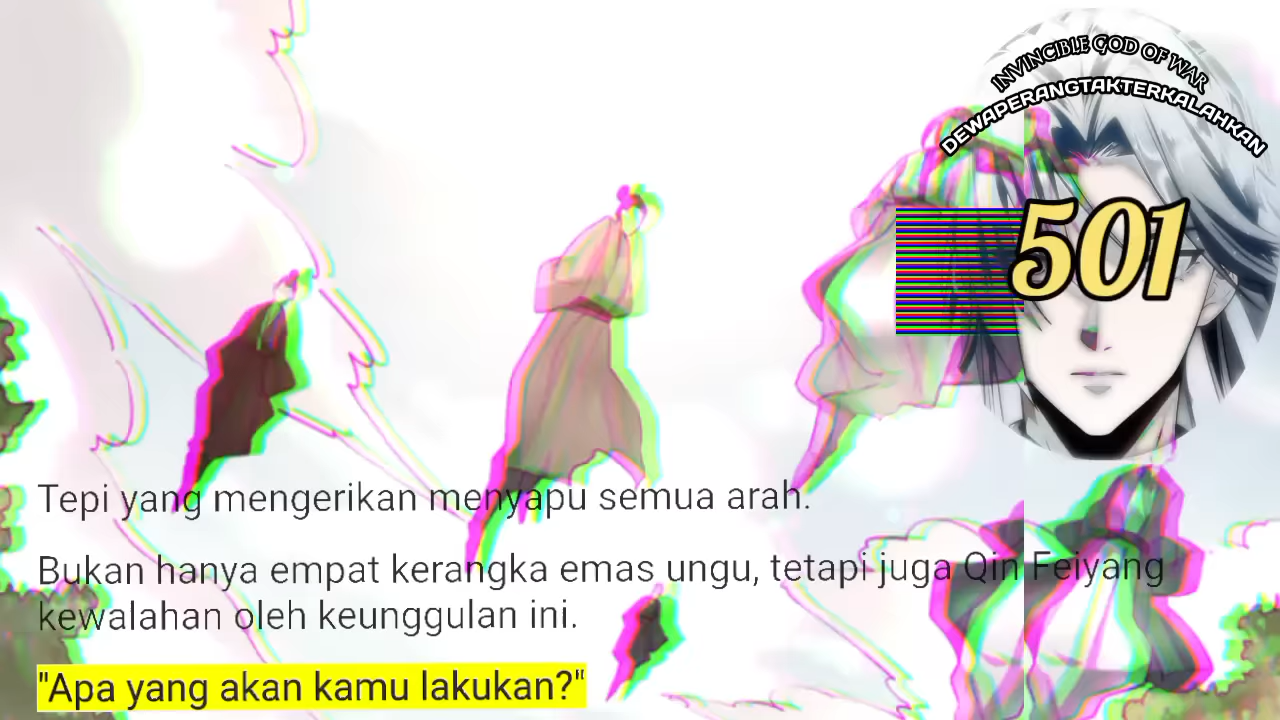 INVINCIBLE GOD OF WAR
DEWAPERANGTAKTERKALAHKAN
501
Tepi yang mengerikan menyapu semua arah.
Bukan hanya empat kerangka emas ungu, tetapi juga Qin Feiyang
kewalahan oleh keunggulan ini.
"Apa yang akan kamu lakukan?"